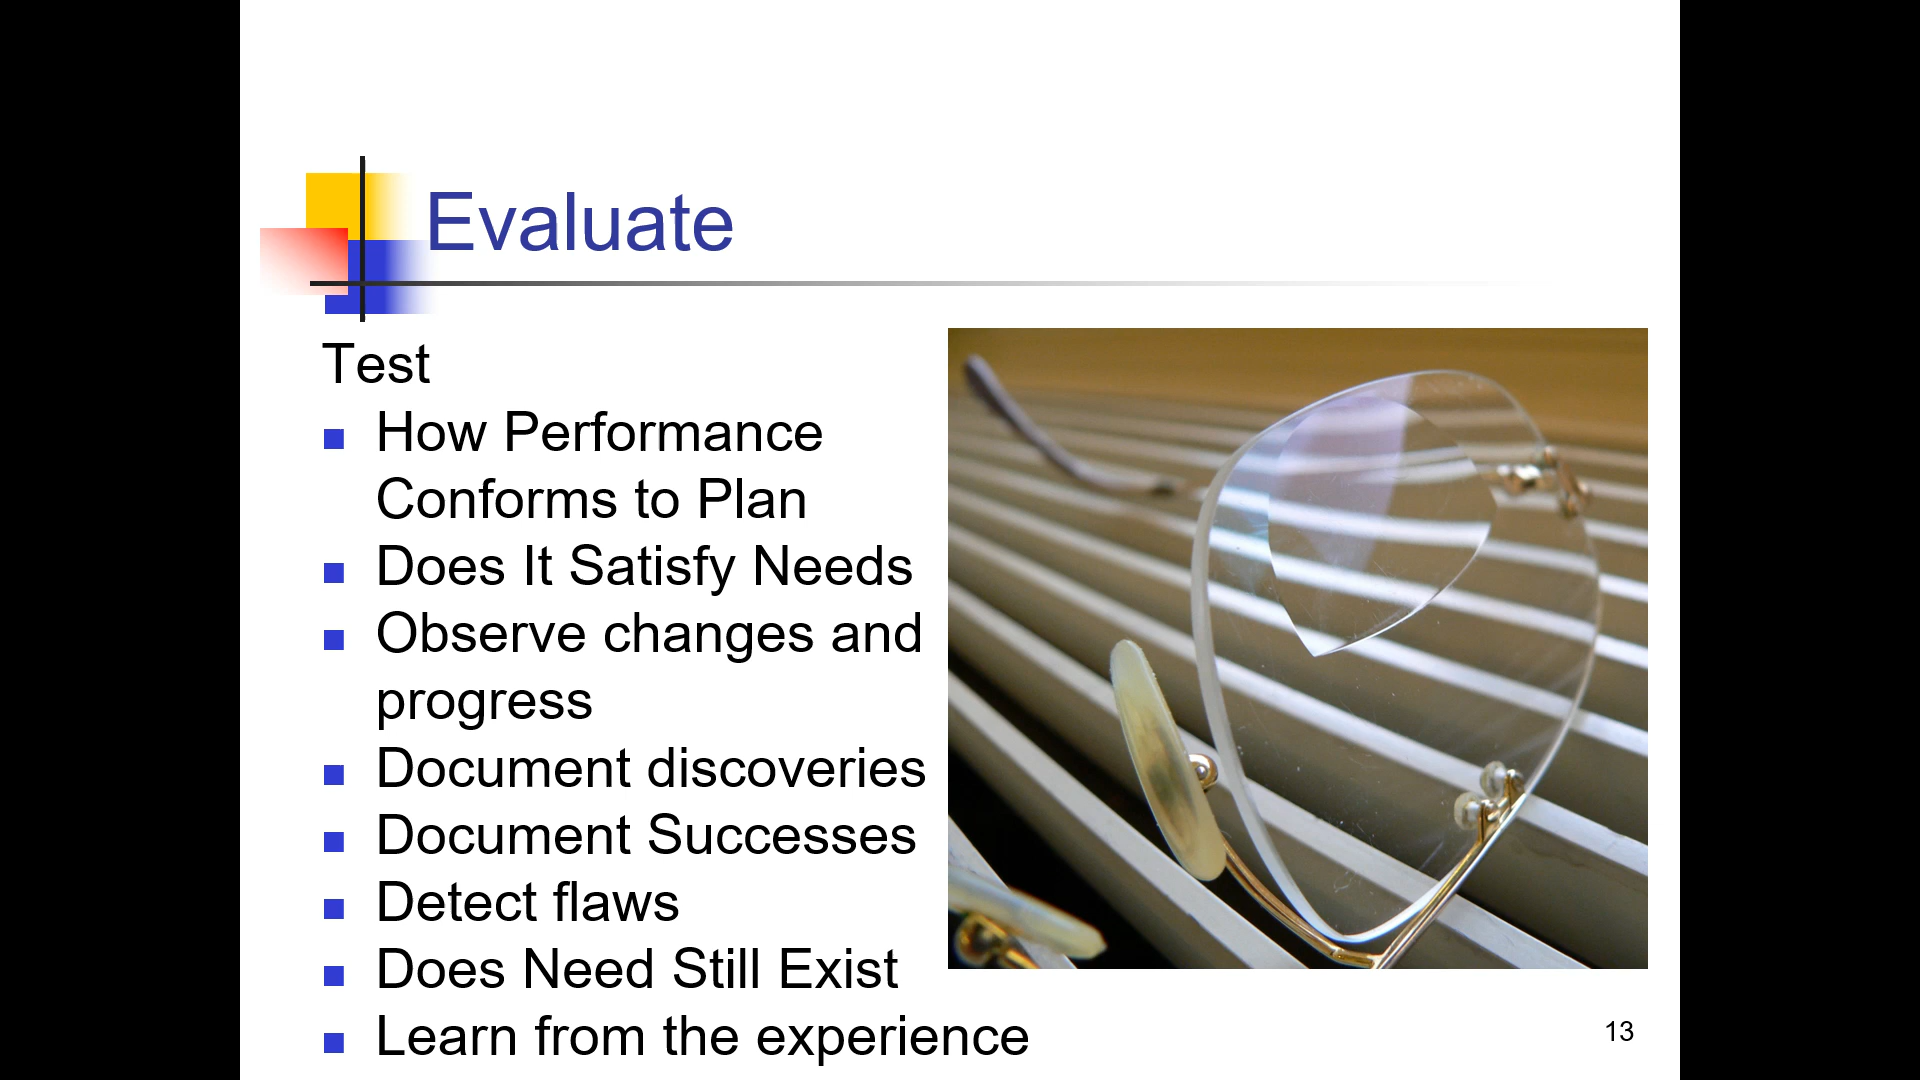 Evaluate
Test
How Performance
Conforms to Plan
Does It Satisfy Needs
Observe changes and
progress
Document discoveries
Document Successes
Detect flaws
Does Need Still Exist
Learn from the experience
13